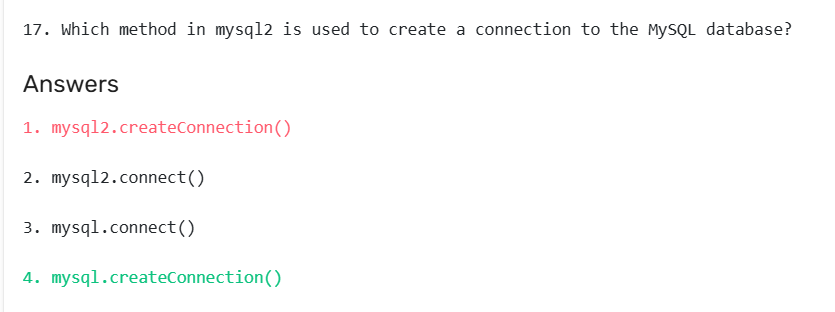 17. Which method in mysql2 is used to create a connection to the MySQL database?
Answers
1. mysql2.createConnection()
2. mysql2.connect()
3. mysql.connect()
4. mysql.createConnection()